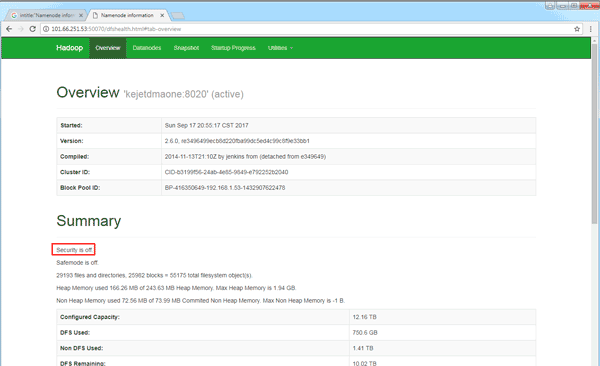 intitle:"Namenode infom
Namenode information
101.66.251.53:50070/dfshealth.html#tab-overview
Hadoop Overview Datanodes Snapshot Startup Progress Utilities
Overview 'kejetdmaone:8020' (active)
Started: Sun Sep 17 20:55:17 CST 2017
Version: 2.6.0, re3496499ecb8d220fba99dc5ed4c99c8f9e33bb1
Compiled: 2014-11-13T21:10Z by jenkins from (detached from e349649)
Cluster ID: CID-b3199f56-24ab-4e65-9849-e792252b2040
Block Pool ID: BP-416350649-192.168.1.53-1432907622478
Summary
Security is off.
Safemode is off.
29193 files and directories, 25982 blocks = 55175 total filesystem object(s).
Heap Memory used 166.26 MB of 243.63 MB Heap Memory. Max Heap Memory is 1.94 GB.
Non Heap Memory used 72.56 MB of 73.99 MB Commited Non Heap Memory. Max Non Heap Memory is -1 B.
Configured Capacity: 12.16 TB
DFS Used: 750.6 GB
Non DFS Used: 1.41 TB
DFS Remaining: 10.02 TB